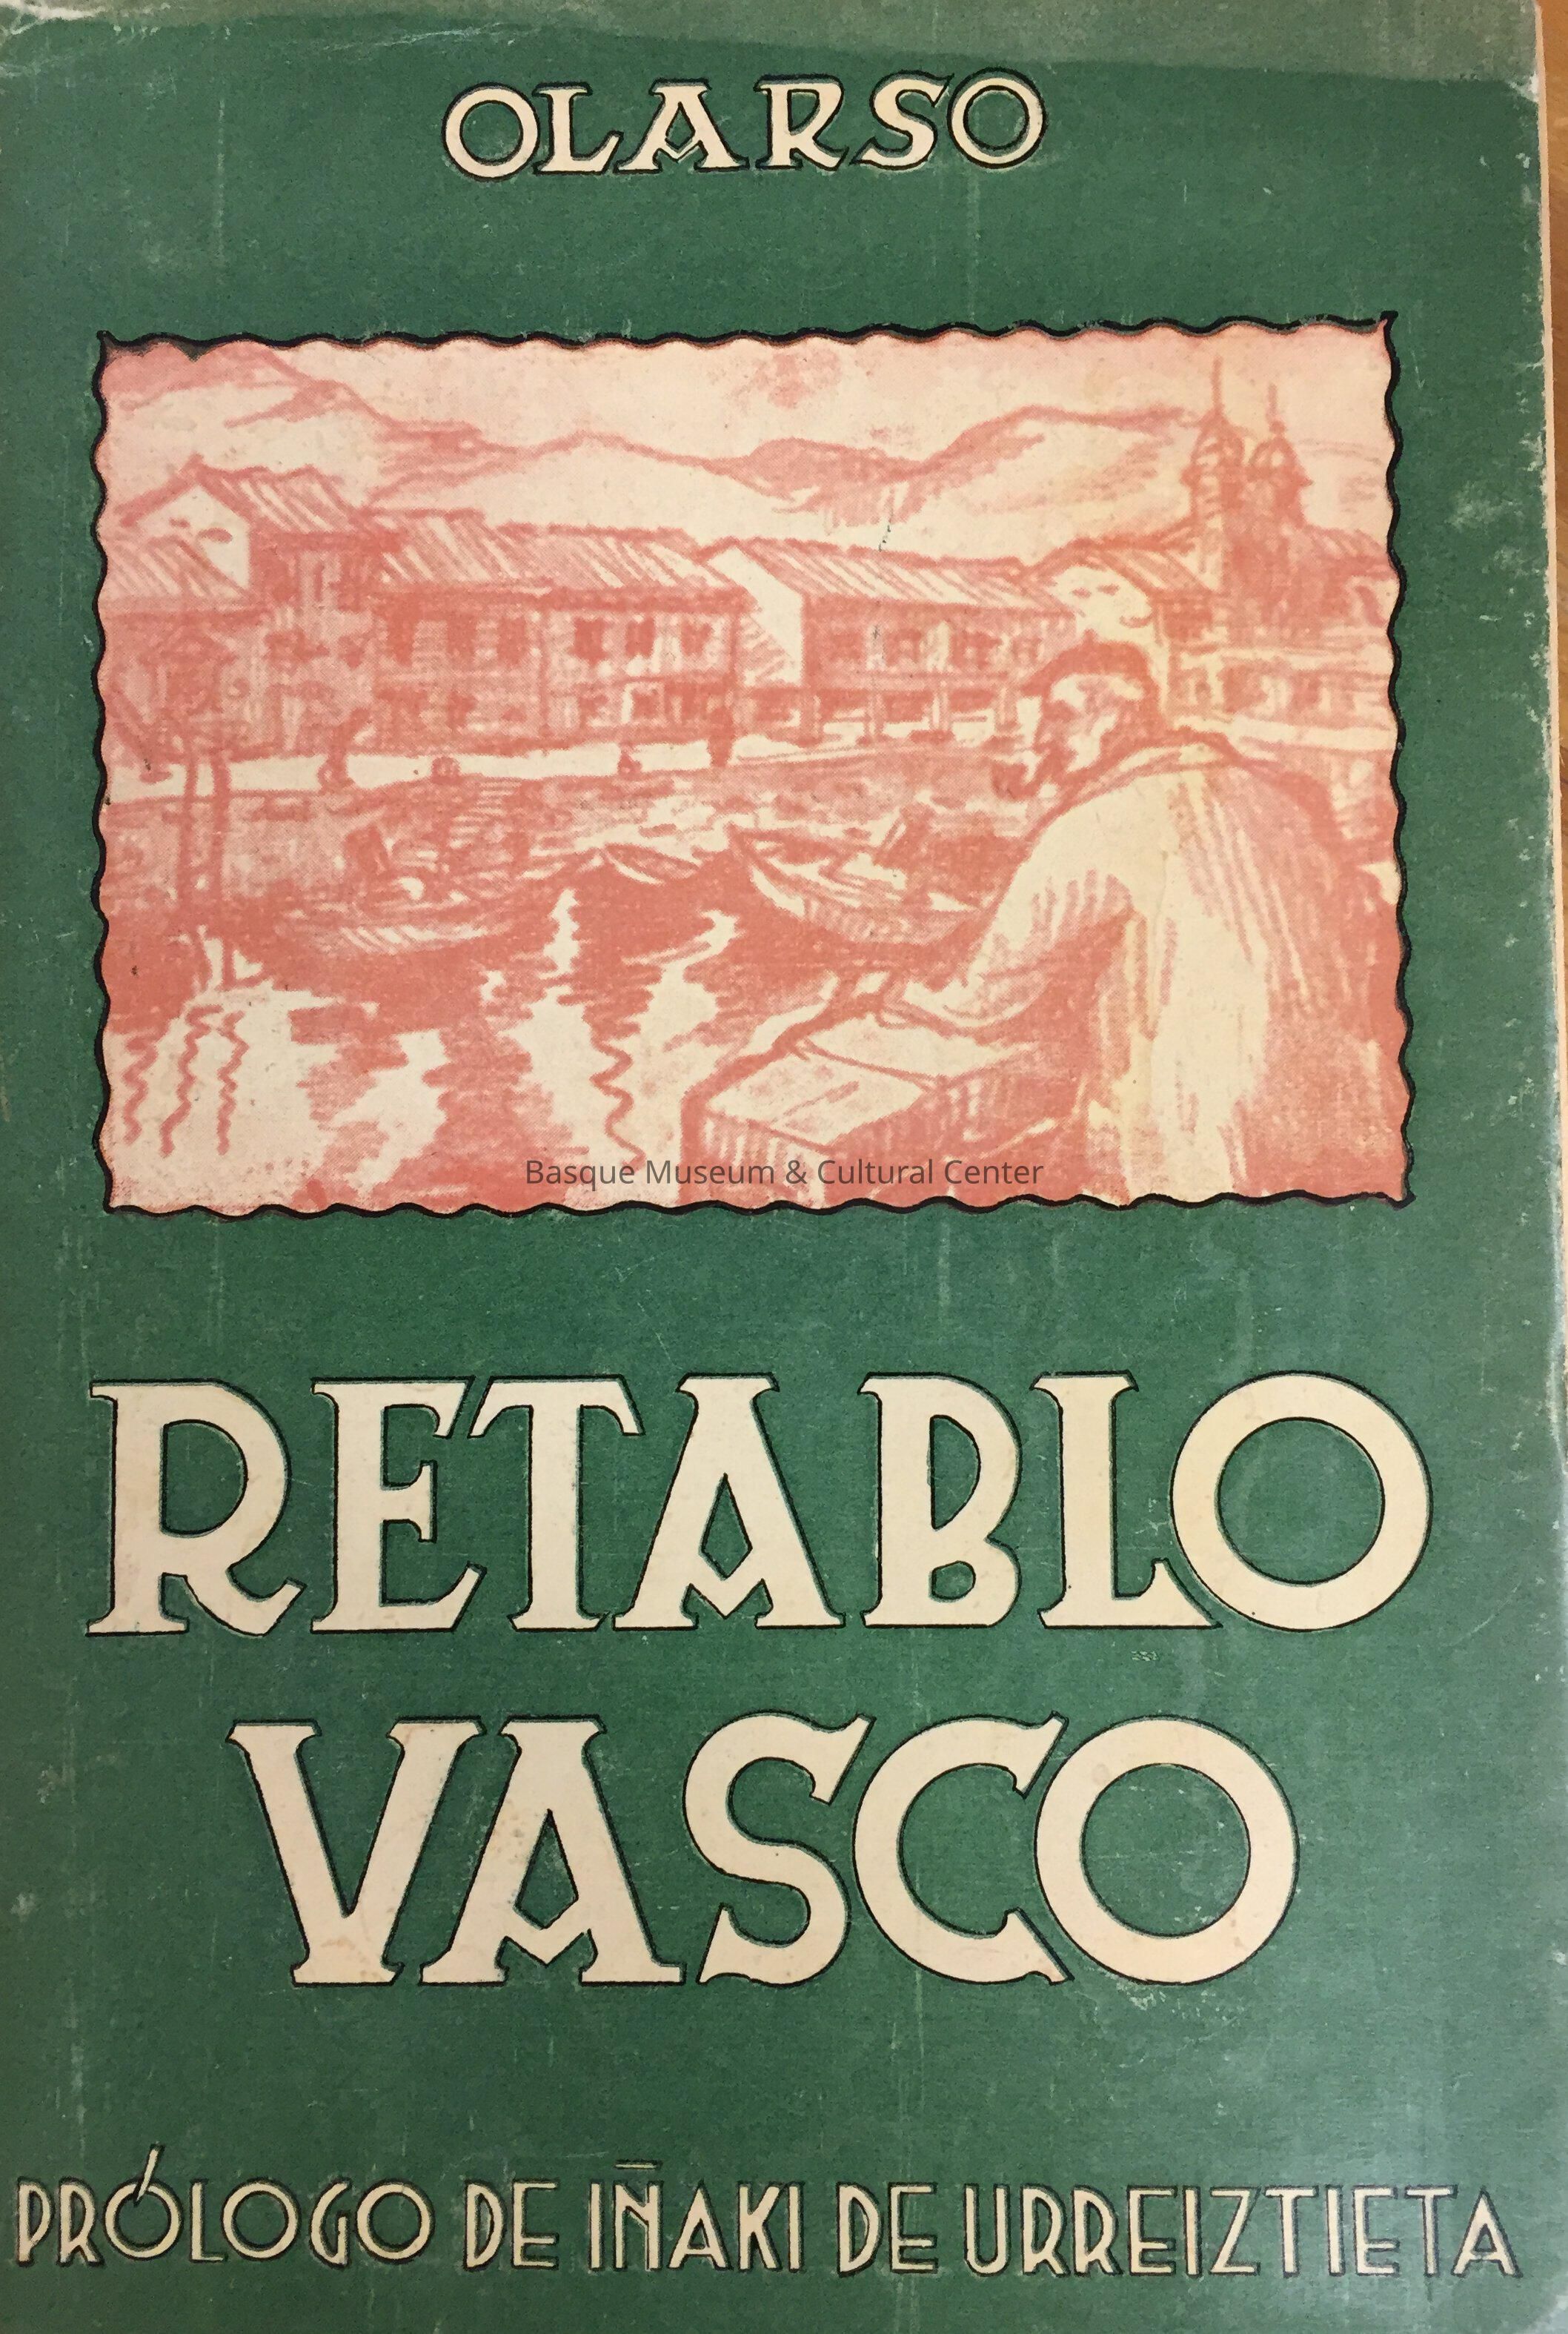 OLARSO
Basque Museum & Cultural Center
RETABLO
VASCO
PRÓLOGO DE IÑAKI DE URREIZTIETA